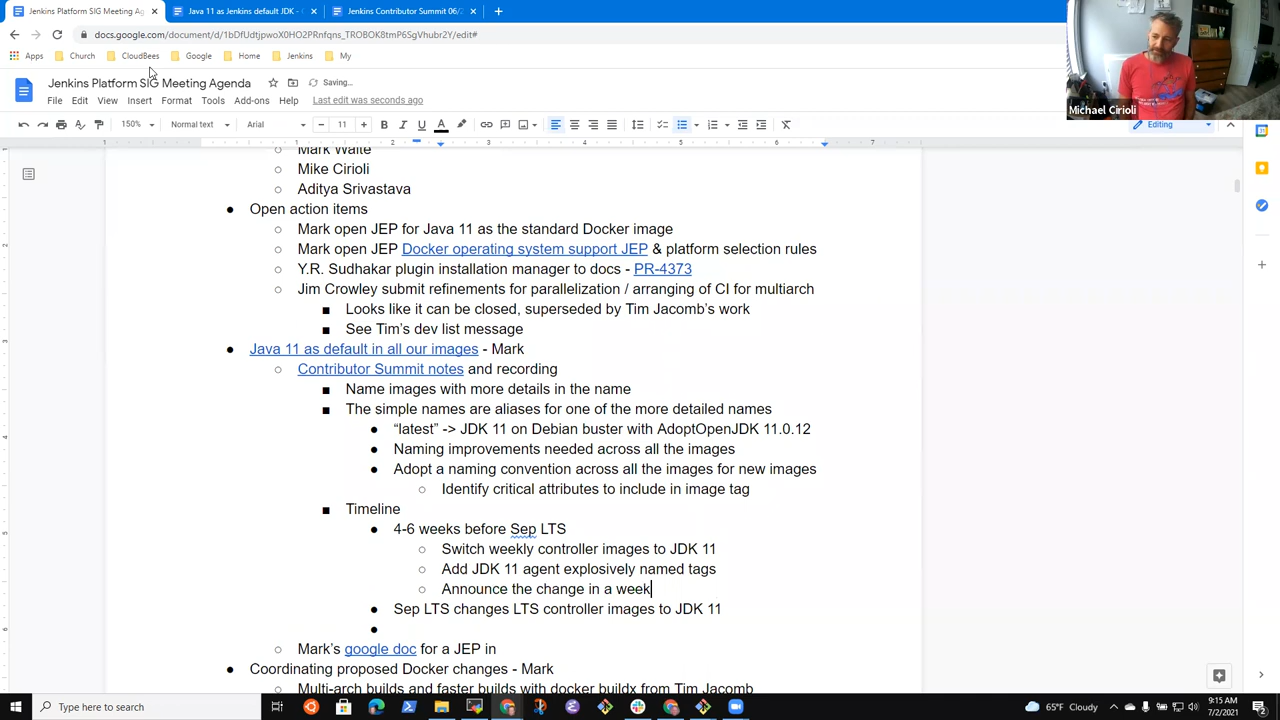 Jenkins Platform SIG Meeting Ag
Java 11 as Jenkins default JDK - 
Jenkins Contributor Summit 06/
docs.google.com/document/d/1bDfUdtjpwoX0HO2PRnfqns_TROBOK8tmP6SgVhubr2Y/edit#
Apps Church CloudBees Google Home Jenkins My
Jenkins Platform SIG Meeting Agenda
Saving...
File Edit View Insert Format Tools Add-ons Help Last edit was seconds ago
150% Normal text Arial 11 Editing
Michael Cirioli
1 1 2 3 4 5 6 7
Mark Waite
Mike Cirioli
Aditya Srivastava
Open action items
Mark open JEP for Java 11 as the standard Docker image
Mark open JEP Docker operating system support JEP & platform selection rules
Y.R. Sudhakar plugin installation manager to docs - PR-4373
Jim Crowley submit refinements for parallelization / arranging of CI for multiarch
Looks like it can be closed, superseded by Tim Jacomb's work
See Tim's dev list message
Java 11 as default in all our images - Mark
Contributor Summit notes and recording
Name images with more details in the name
The simple names are aliases for one of the more detailed names
“latest” -> JDK 11 on Debian buster with AdoptOpenJDK 11.0.12
Naming improvements needed across all the images
Adopt a naming convention across all the images for new images
Identify critical attributes to include in image tag
Timeline
4-6 weeks before Sep LTS
Switch weekly controller images to JDK 11
Add JDK 11 agent explosively named tags
Announce the change in a week
Sep LTS changes LTS controller images to JDK 11
Mark's google doc for a JEP in
Coordinating proposed Docker changes - Mark
Multi-arch builds and faster builds with docker buildx from Tim Jacomb
Type here to search
65°F Cloudy
9:15 AM
7/2/2021